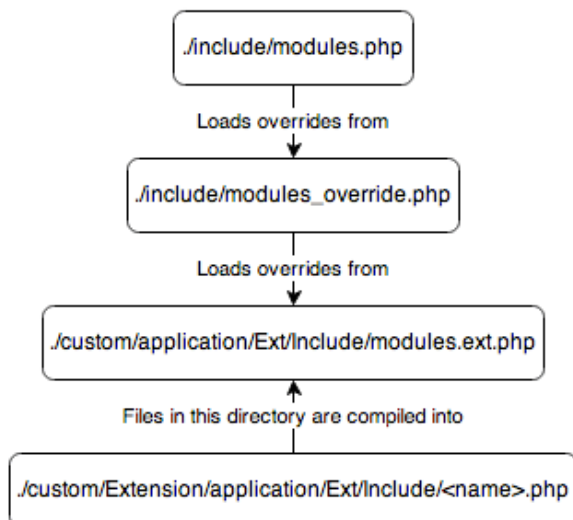 ./include/modules.php
Loads overrides from
./include/modules_override.php
Loads overrides from
./custom/application/Ext/Include/modules.ext.php
Files in this directory are compiled into
./custom/Extension/application/Ext/Include/<name>.php